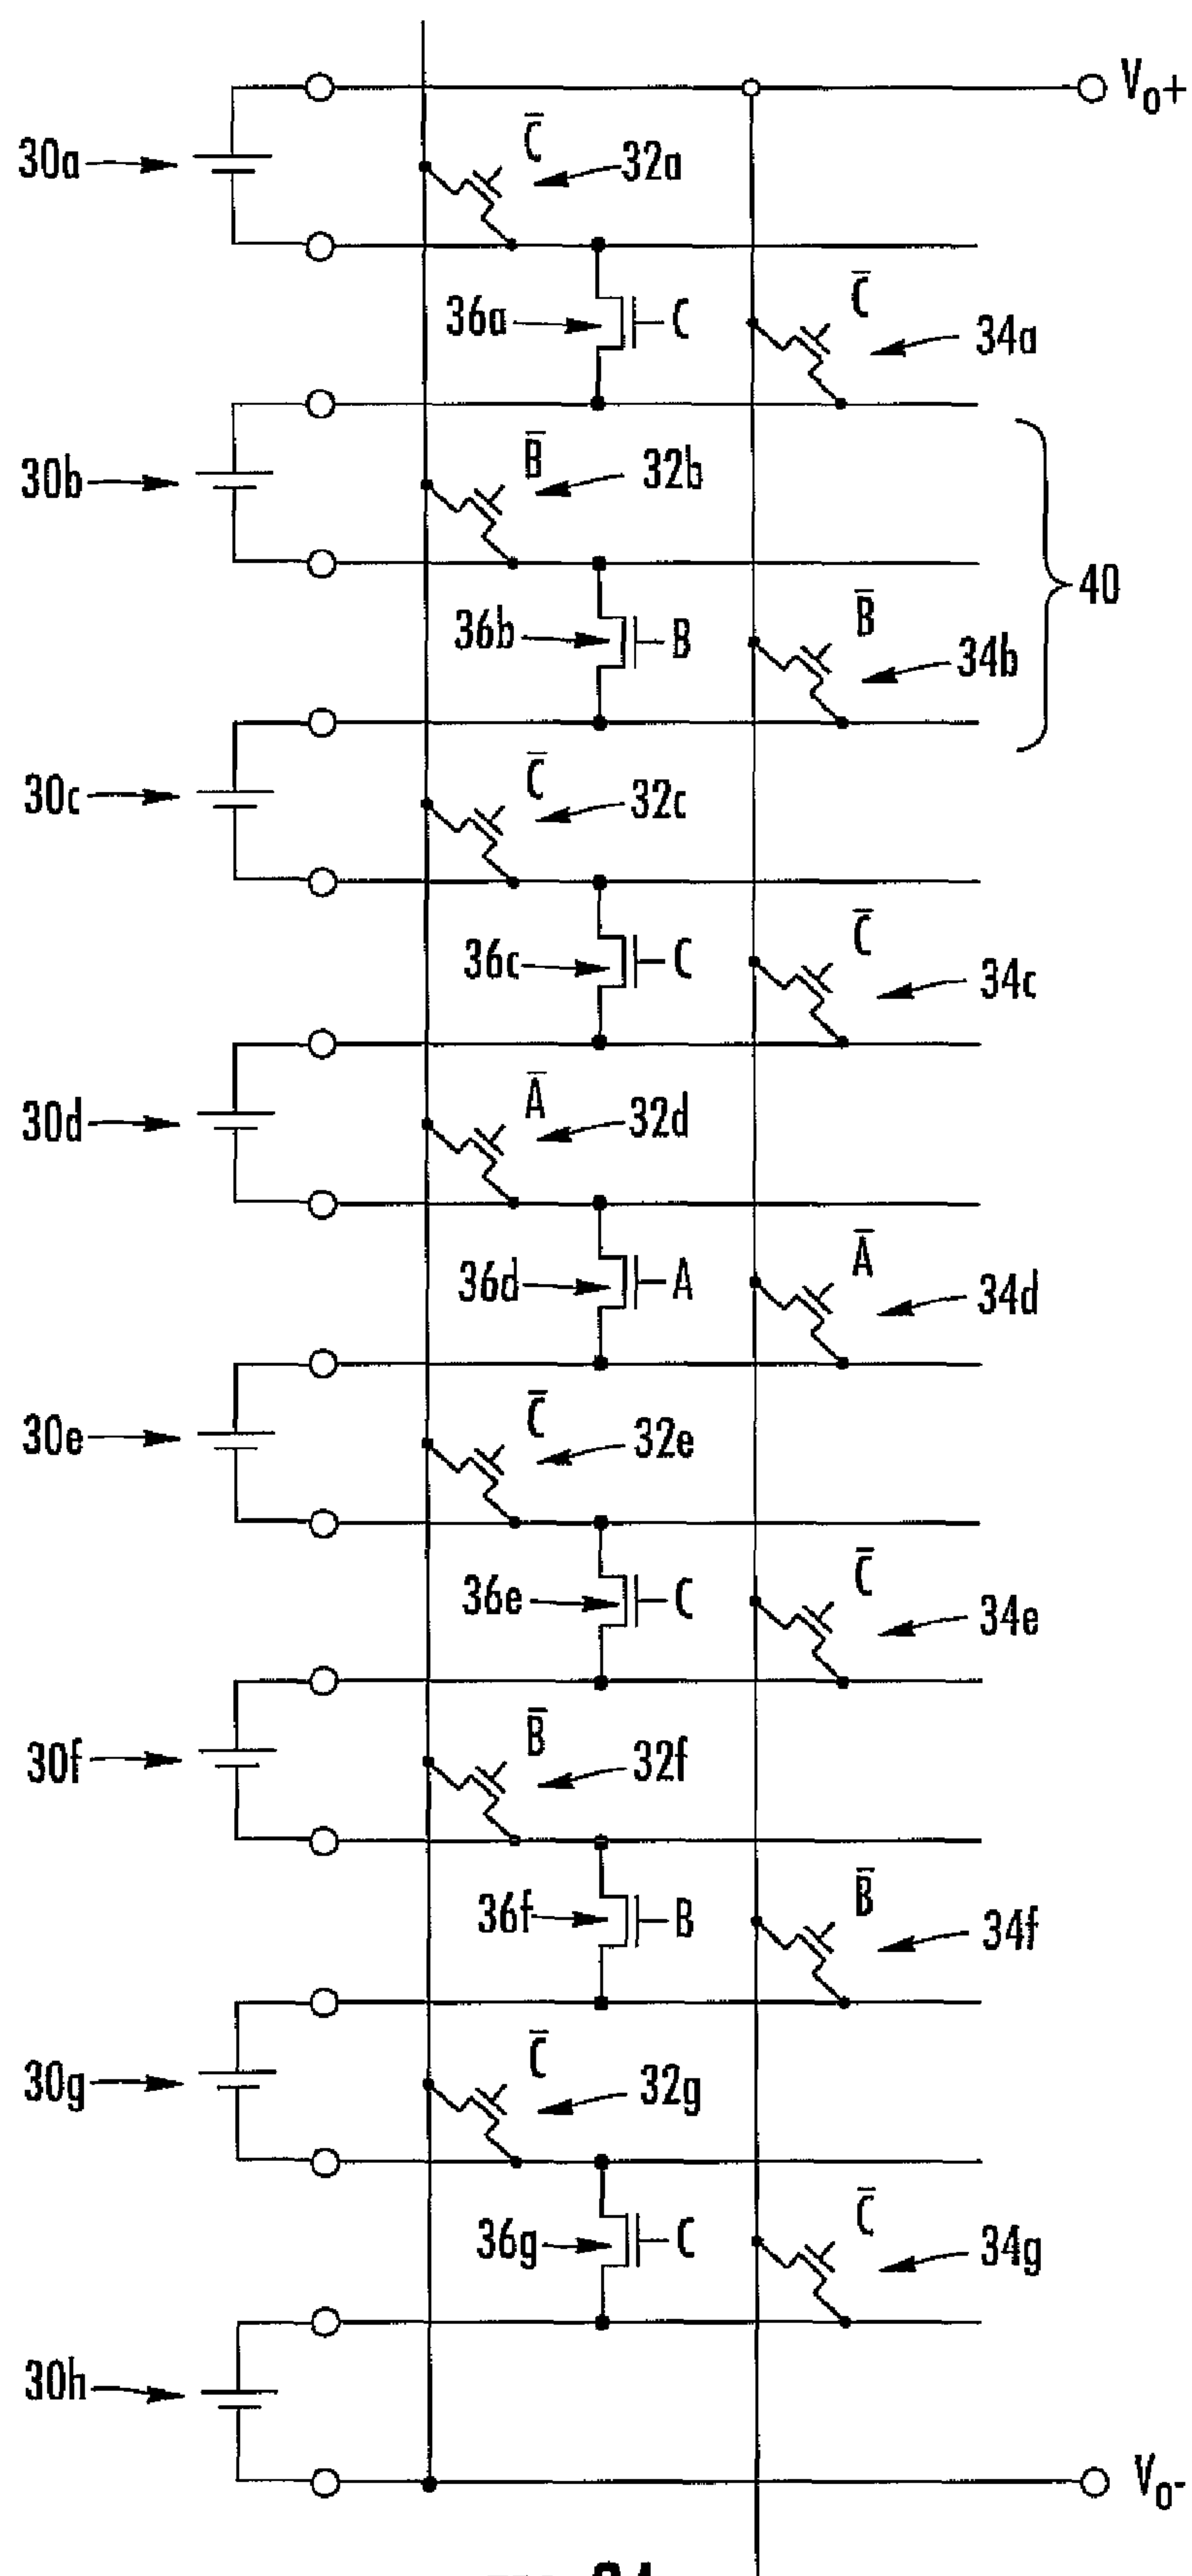 V₀+
30a
C̅
32a
36a
C
C̅
34a
30b
B̅
32b
40
36b
B
B̅
34b
30c
C̅
32c
36c
C
C̅
34c
30d
A̅
32d
36d
A
A̅
34d
30e
C̅
32e
36e
C
C̅
34e
30f
B̅
32f
36f
B
B̅
34f
30g
C̅
32g
36g
C
C̅
34g
30h
V₀-